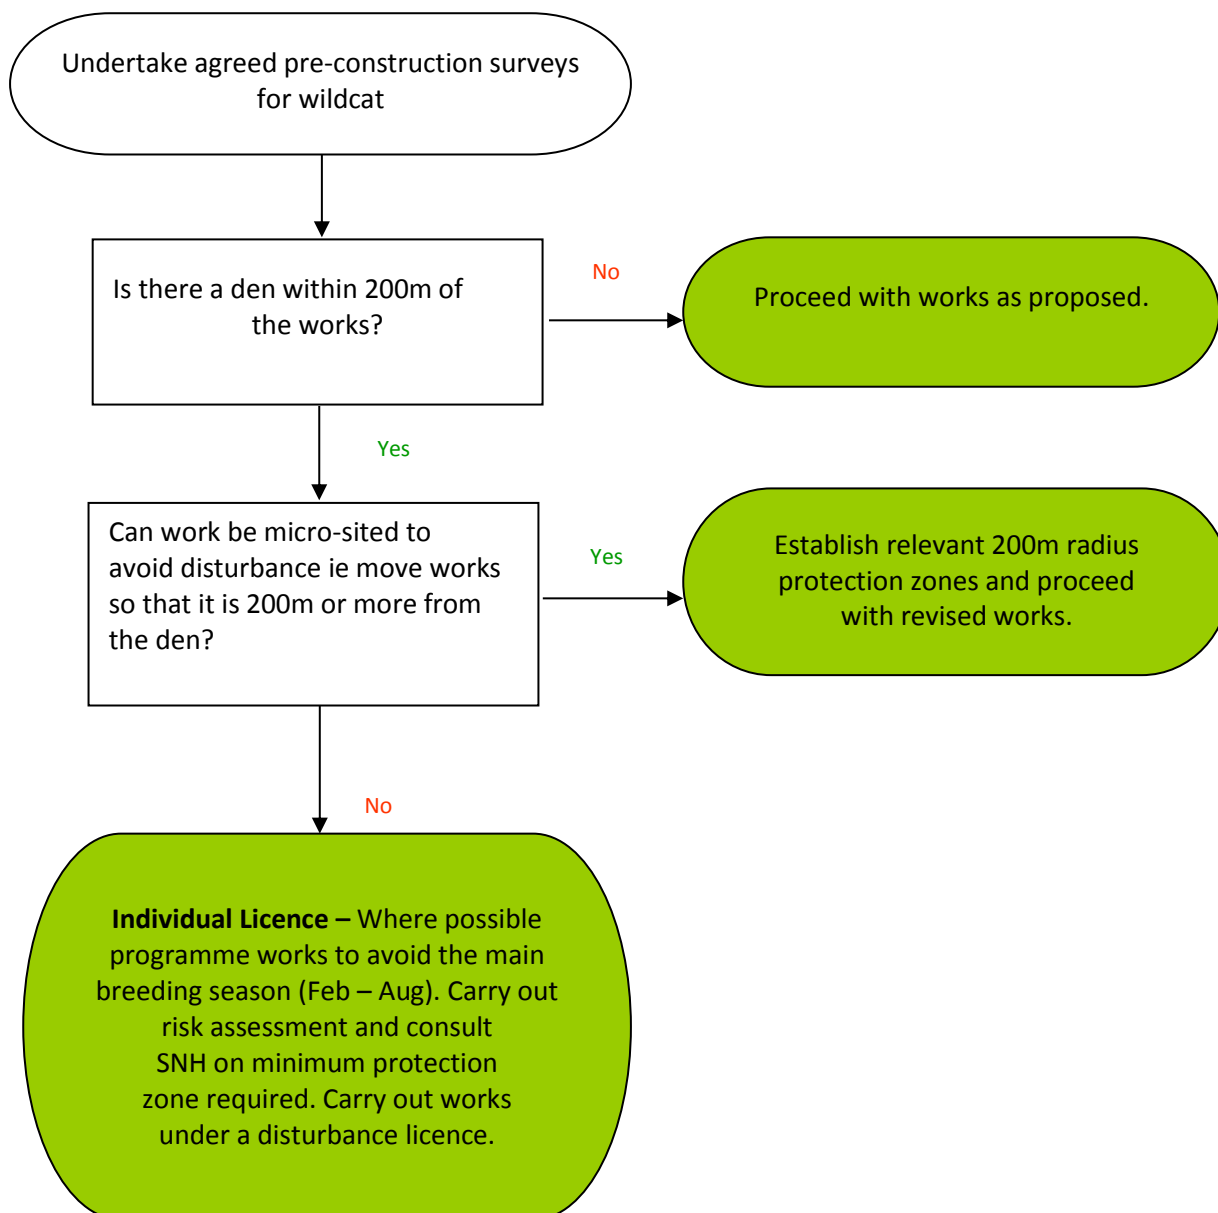 Undertake agreed pre-construction surveys
for wildcat
Is there a den within 200m of
the works?
No
Proceed with works as proposed.
Yes
Can work be micro-sited to
avoid disturbance ie move works
so that it is 200m or more from
the den?
Yes
Establish relevant 200m radius
protection zones and proceed
with revised works.
No
Individual Licence – Where possible
programme works to avoid the main
breeding season (Feb – Aug). Carry out
risk assessment and consult
SNH on minimum protection
zone required. Carry out works
under a disturbance licence.